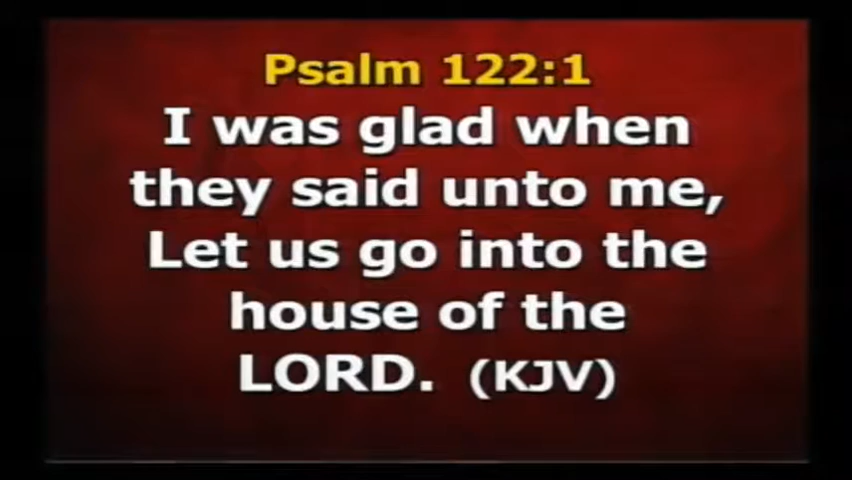 Psalm 122:1
I was glad when
they said unto me,
Let us go into the
house of the
LORD. (KJV)